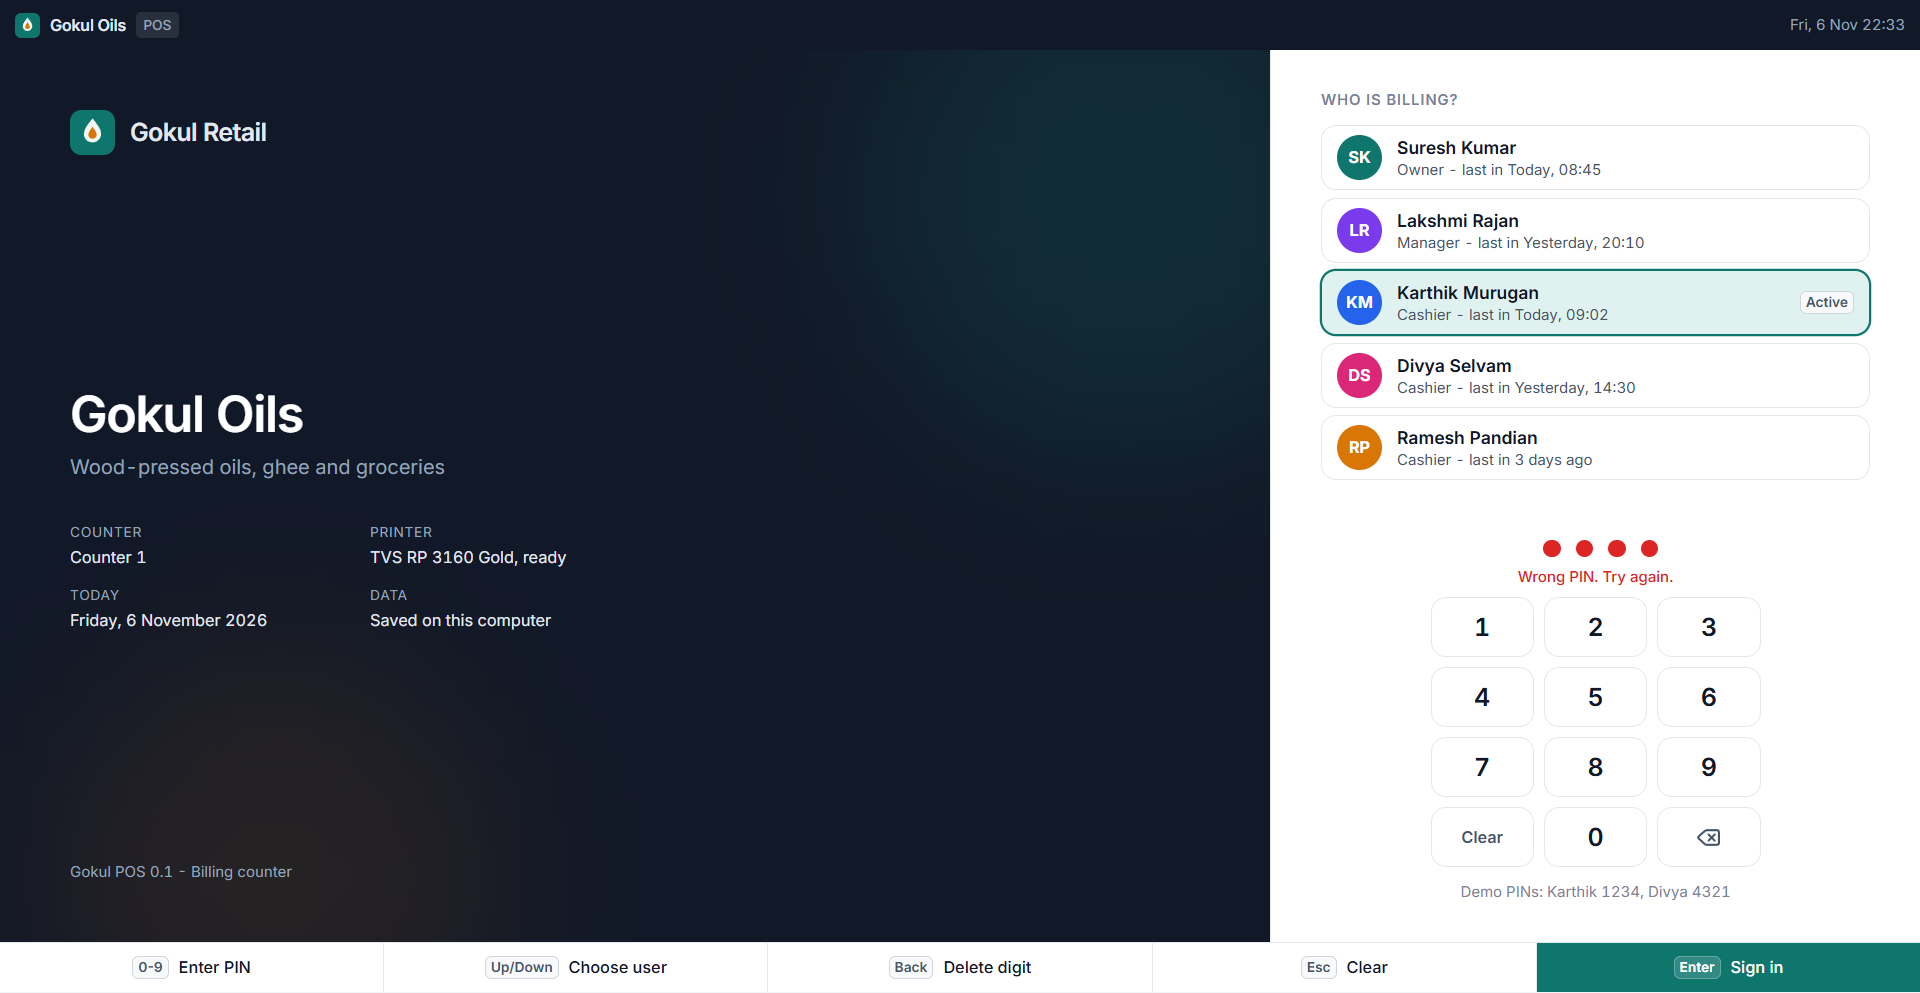 Gokul Oils POS
Fri, 6 Nov 22:33
Gokul Retail
Gokul Oils
Wood-pressed oils, ghee and groceries
COUNTER
Counter 1
PRINTER
TVS RP 3160 Gold, ready
TODAY
Friday, 6 November 2026
DATA
Saved on this computer
Gokul POS 0.1 - Billing counter
WHO IS BILLING?
SK
Suresh Kumar
Owner - last in Today, 08:45
LR
Lakshmi Rajan
Manager - last in Yesterday, 20:10
KM
Karthik Murugan
Cashier - last in Today, 09:02
Active
DS
Divya Selvam
Cashier - last in Yesterday, 14:30
RP
Ramesh Pandian
Cashier - last in 3 days ago
Wrong PIN. Try again.
1 2 3
4 5 6
7 8 9
Clear 0
Demo PINs: Karthik 1234, Divya 4321
0-9 Enter PIN
Up/Down Choose user
Back Delete digit
Esc Clear
Enter Sign in